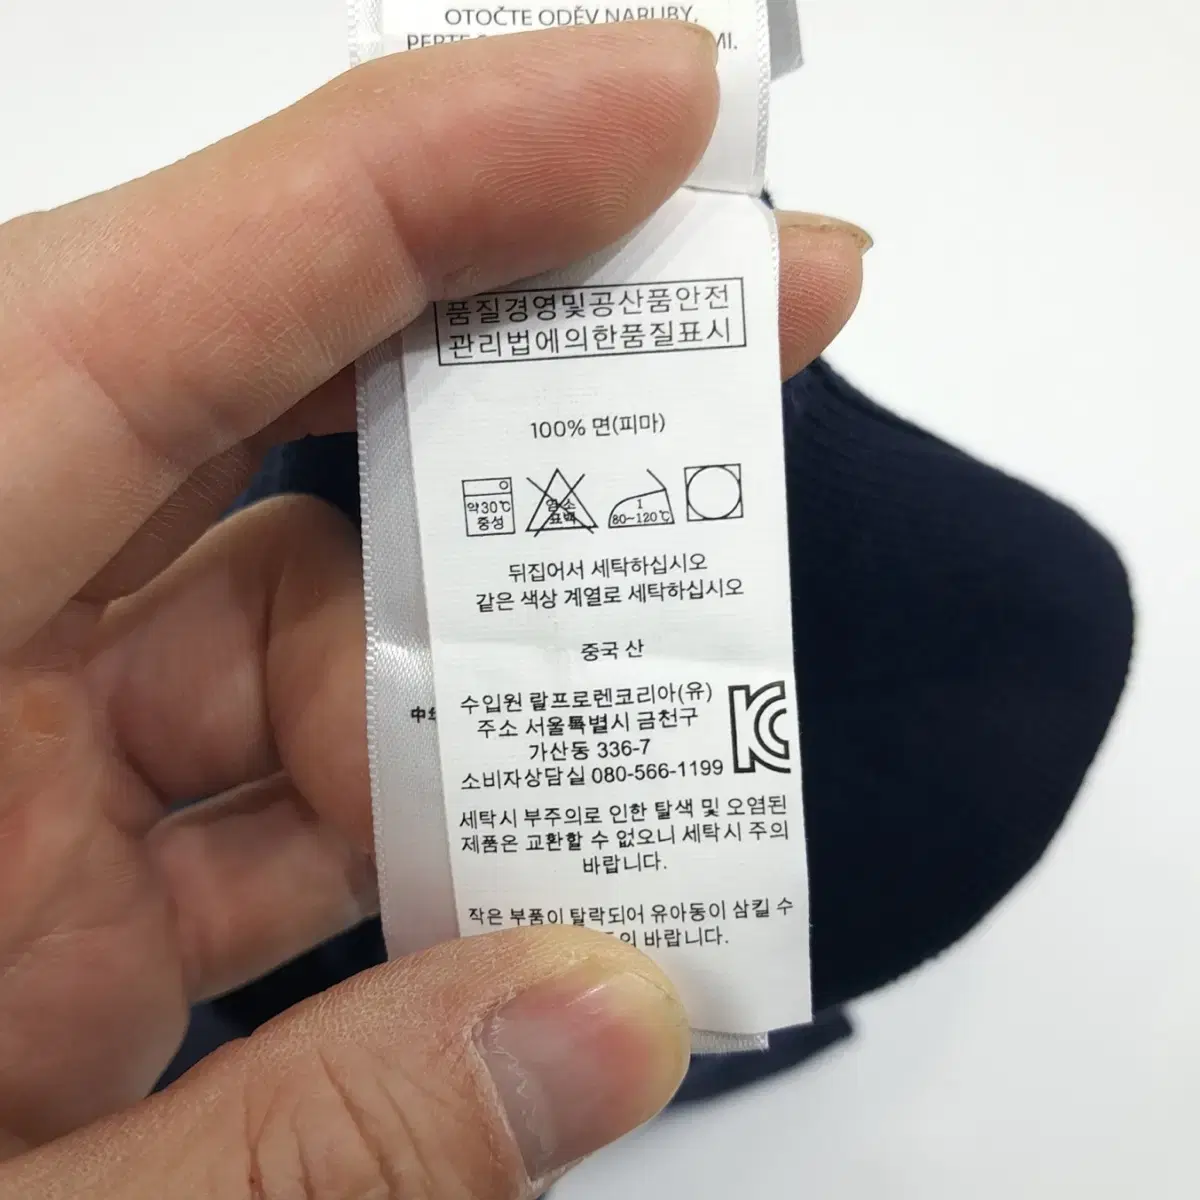 OTOČTE ODĚV NARUBY,
품질경영및공산품안전
관리법에의한품질표시
100% 면(피마)
약30℃
중성
염소
표백
1
80~120℃
뒤집어서 세탁하십시오
같은 색상 계열로 세탁하십시오
중국 산
수입원 랄프로렌코리아(유)
주소 서울특별시 금천구
가산동 336-7
소비자상담실 080-566-1199
세탁시 부주의로 인한 탈색 및 오염된
제품은 교환할 수 없오니 세탁시 주의
바랍니다.
작은 부품이 탈락되어 유아동이 삼킬 수
바랍니다.